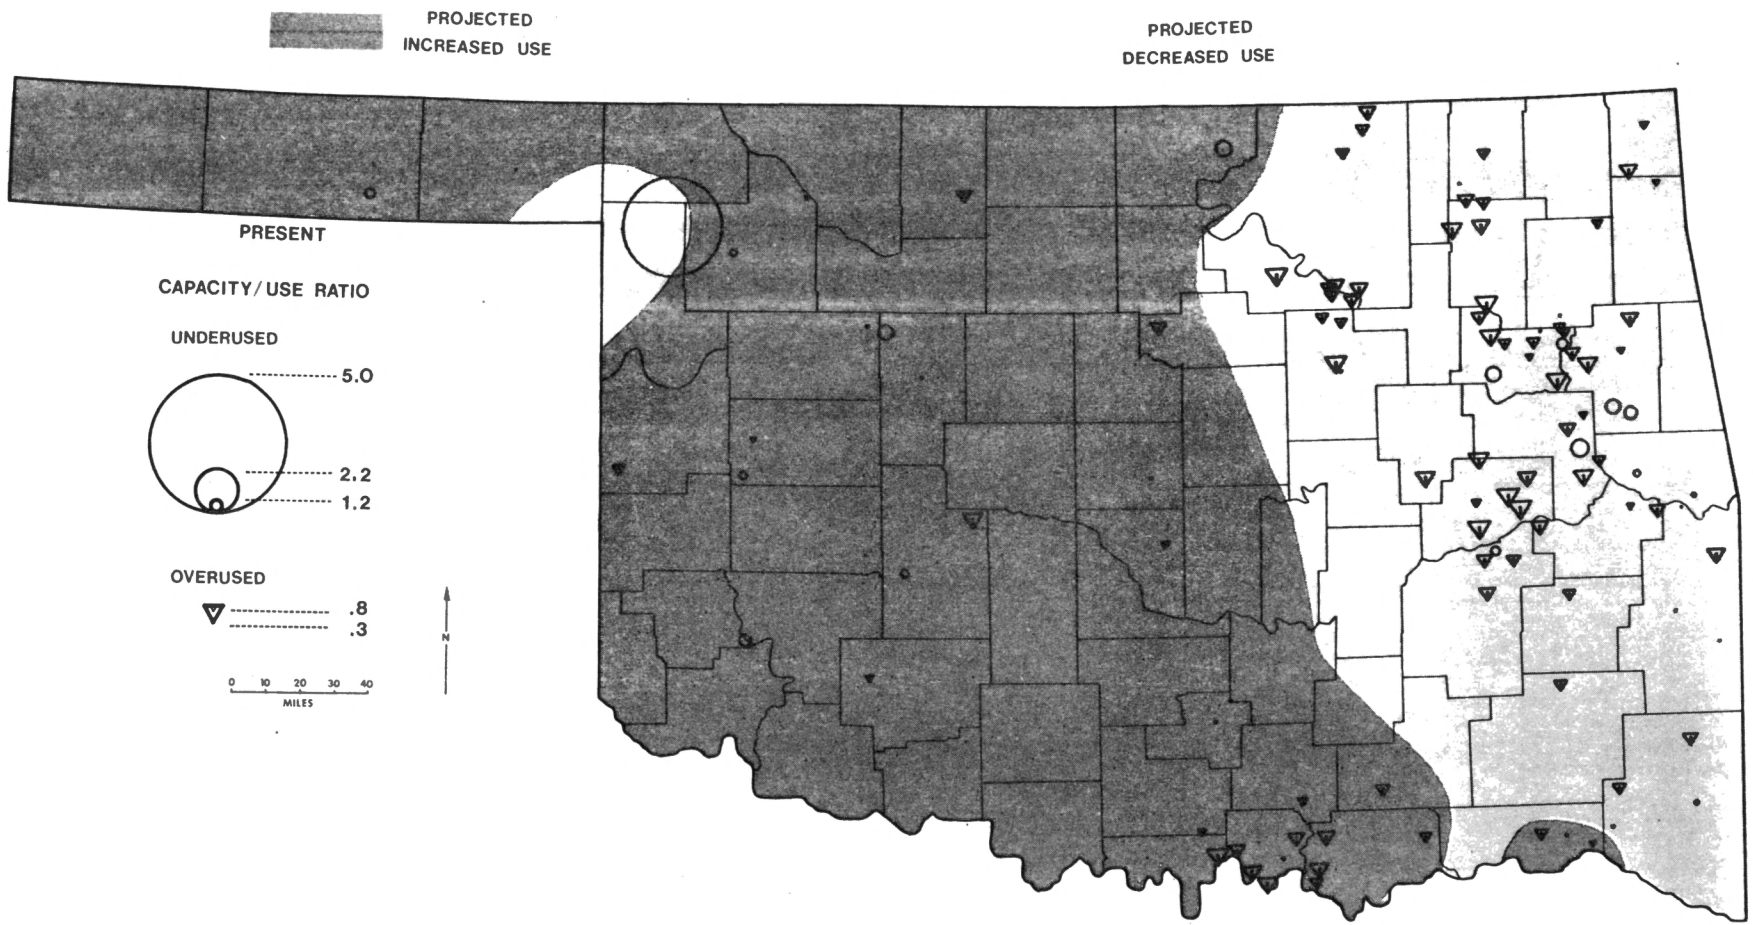 PROJECTED
INCREASED USE
PROJECTED
DECREASED USE
PRESENT
CAPACITY/USE RATIO
UNDERUSED
5.0
2.2
1.2
OVERUSED
.8
.3
N
0 10 20 30 40
MILES